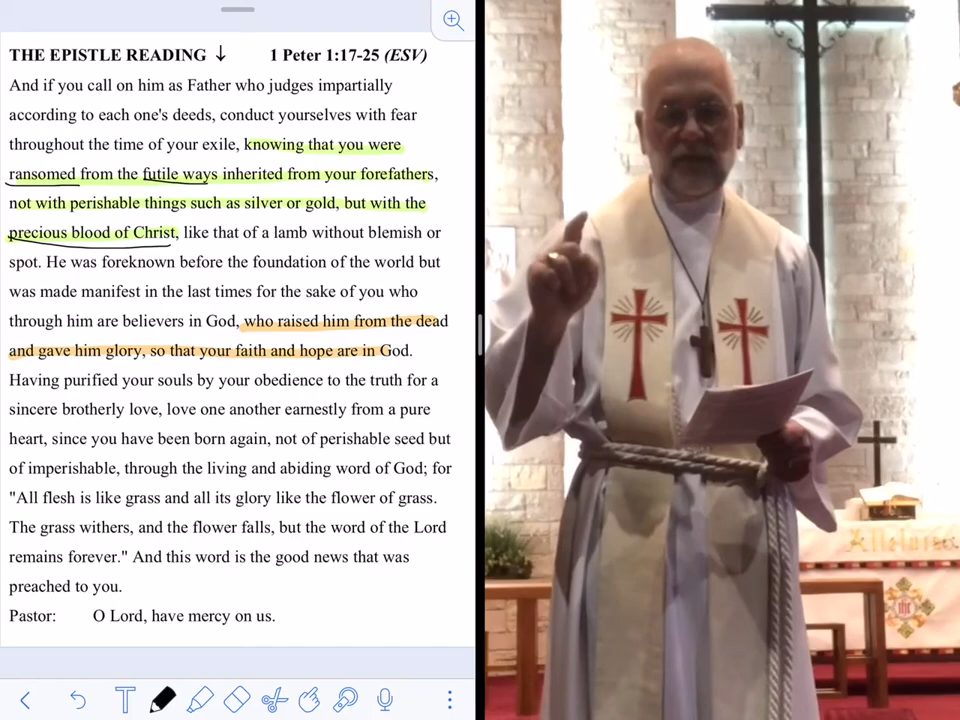 THE EPISTLE READING ↓ 1 Peter 1:17-25 (ESV)
And if you call on him as Father who judges impartially
according to each one's deeds, conduct yourselves with fear
throughout the time of your exile, knowing that you were
ransomed from the futile ways inherited from your forefathers,
not with perishable things such as silver or gold, but with the
precious blood of Christ, like that of a lamb without blemish or
spot. He was foreknown before the foundation of the world but
was made manifest in the last times for the sake of you who
through him are believers in God, who raised him from the dead
and gave him glory, so that your faith and hope are in God.
Having purified your souls by your obedience to the truth for a
sincere brotherly love, love one another earnestly from a pure
heart, since you have been born again, not of perishable seed but
of imperishable, through the living and abiding word of God; for
"All flesh is like grass and all its glory like the flower of grass.
The grass withers, and the flower falls, but the word of the Lord
remains forever." And this word is the good news that was
preached to you.
Pastor: O Lord, have mercy on us.
T
Alleluia
ihs